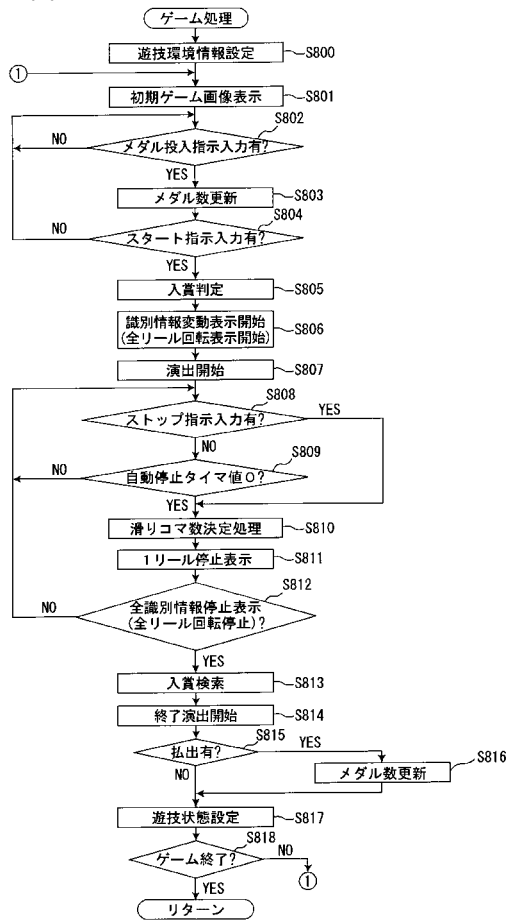 ゲーム処理
遊技環境情報設定 S800
①
初期ゲーム画像表示 S801
S802
NO
メダル投入指示入力有?
YES
メダル数更新 S803
S804
NO
スタート指示入力有?
YES
入賞判定 S805
識別情報変動表示開始
(全リール回転表示開始) S806
演出開始 S807
S808
ストップ指示入力有? YES
NO
S809
NO
自動停止タイマ値0?
YES
滑りコマ数決定処理 S810
1リール停止表示 S811
S812
全識別情報停止表示
(全リール回転停止)?
NO
YES
入賞検索 S813
終了演出開始 S814
S815
払出有? YES
NO
メダル数更新 S816
遊技状態設定 S817
S818
ゲーム終了? NO
①
YES
リターン